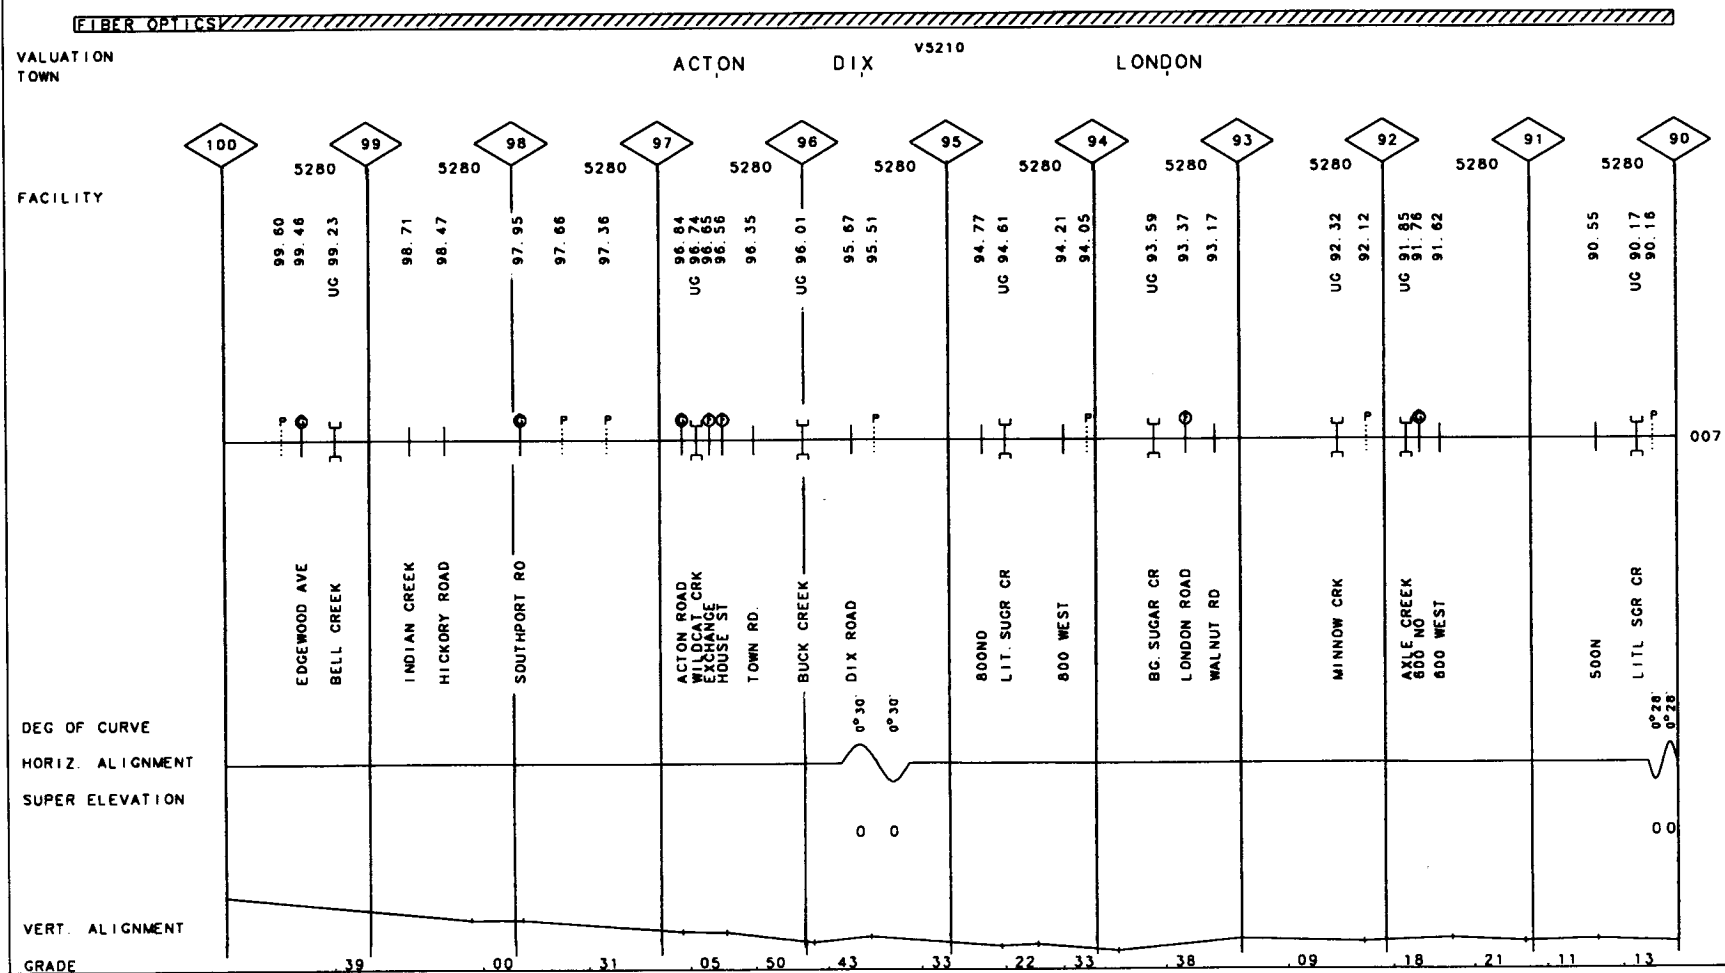 FIBER OPTICS
VALUATION V5210
TOWN ACTON DIX LONDON
100 99 98 97 96 95 94 93 92 91 90
5280 5280 5280 5280 5280 5280 5280 5280 5280 5280
FACILITY
99.60
99.46
UG 99.23
98.71
98.47
97.95
97.66
97.36
96.84
UG 96.74
96.65
96.56
96.35
UG 96.01
95.67
95.51
94.77
UG 94.61
94.21
94.05
UG 93.59
93.37
93.17
UG 92.32
92.12
UG 91.85
91.76
91.62
90.55
UG 90.17
90.16
P P P P P P P
007
EDGEWOOD AVE
BELL CREEK
INDIAN CREEK
HICKORY ROAD
SOUTHPORT RO
ACTON ROAD
WILDCAT CRK
EXCHANGE
HOUSE ST
TOWN RD.
BUCK CREEK
DIX ROAD
800NO
LIT. SUGR CR
800 WEST
BG. SUGAR CR
LONDON ROAD
WALNUT RD
MINNOW CRK
AXLE CREEK
600 NO
600 WEST
500N
LITL SGR CR
DEG OF CURVE 0°30' 0°30' 0°28' 0°28'
HORIZ. ALIGNMENT
SUPER ELEVATION
0 0 0 0
VERT. ALIGNMENT
GRADE .39 .00 .31 .05 .50 .43 .33 .22 .33 .38 .09 .18 .21 .11 .13